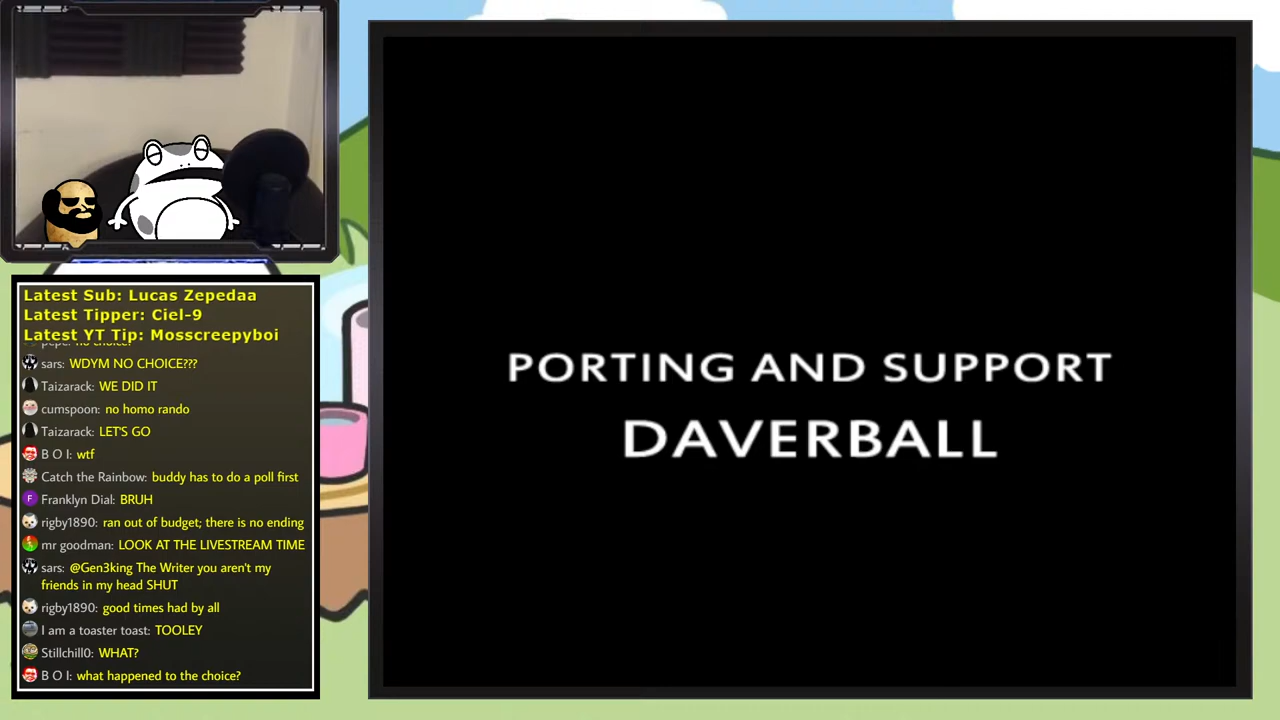 Latest Sub: Lucas Zepedaa
Latest Tipper: Ciel-9
Latest YT Tip: Mosscreepyboi
sars: WDYM NO CHOICE???
Taizarack: WE DID IT
cumspoon: no homo rando
Taizarack: LET'S GO
B O I: wtf
Catch the Rainbow: buddy has to do a poll first
F Franklyn Dial: BRUH
rigby1890: ran out of budget; there is no ending
mr goodman: LOOK AT THE LIVESTREAM TIME
sars: @Gen3king The Writer you aren't my
friends in my head SHUT
rigby1890: good times had by all
I am a toaster toast: TOOLEY
Stillchill0: WHAT?
B O I: what happened to the choice?
PORTING AND SUPPORT
DAVERBALL